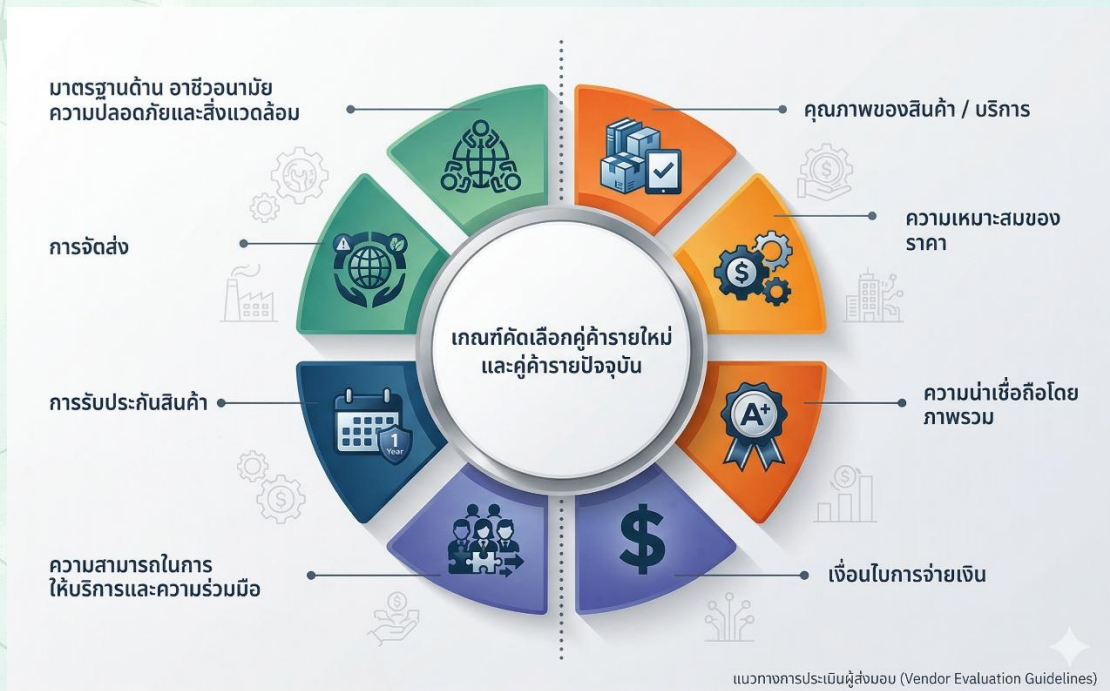 มาตรฐานด้าน อาชีวอนามัย
ความปลอดภัยและสิ่งแวดล้อม
คุณภาพของสินค้า / บริการ
ความเหมาะสมของ
ราคา
การจัดส่ง
$
เกณฑ์คัดเลือกคู่ค้ารายใหม่
และคู่ค้ารายปัจจุบัน
การรับประกันสินค้า
1
Year
A+
ความน่าเชื่อถือโดย
ภาพรวม
ความสามารถในการ
ให้บริการและความร่วมมือ
$
เงื่อนไบการจ่ายเงิน
แนวทางการประเมินผู้ส่งมอบ (Vendor Evaluation Guidelines)